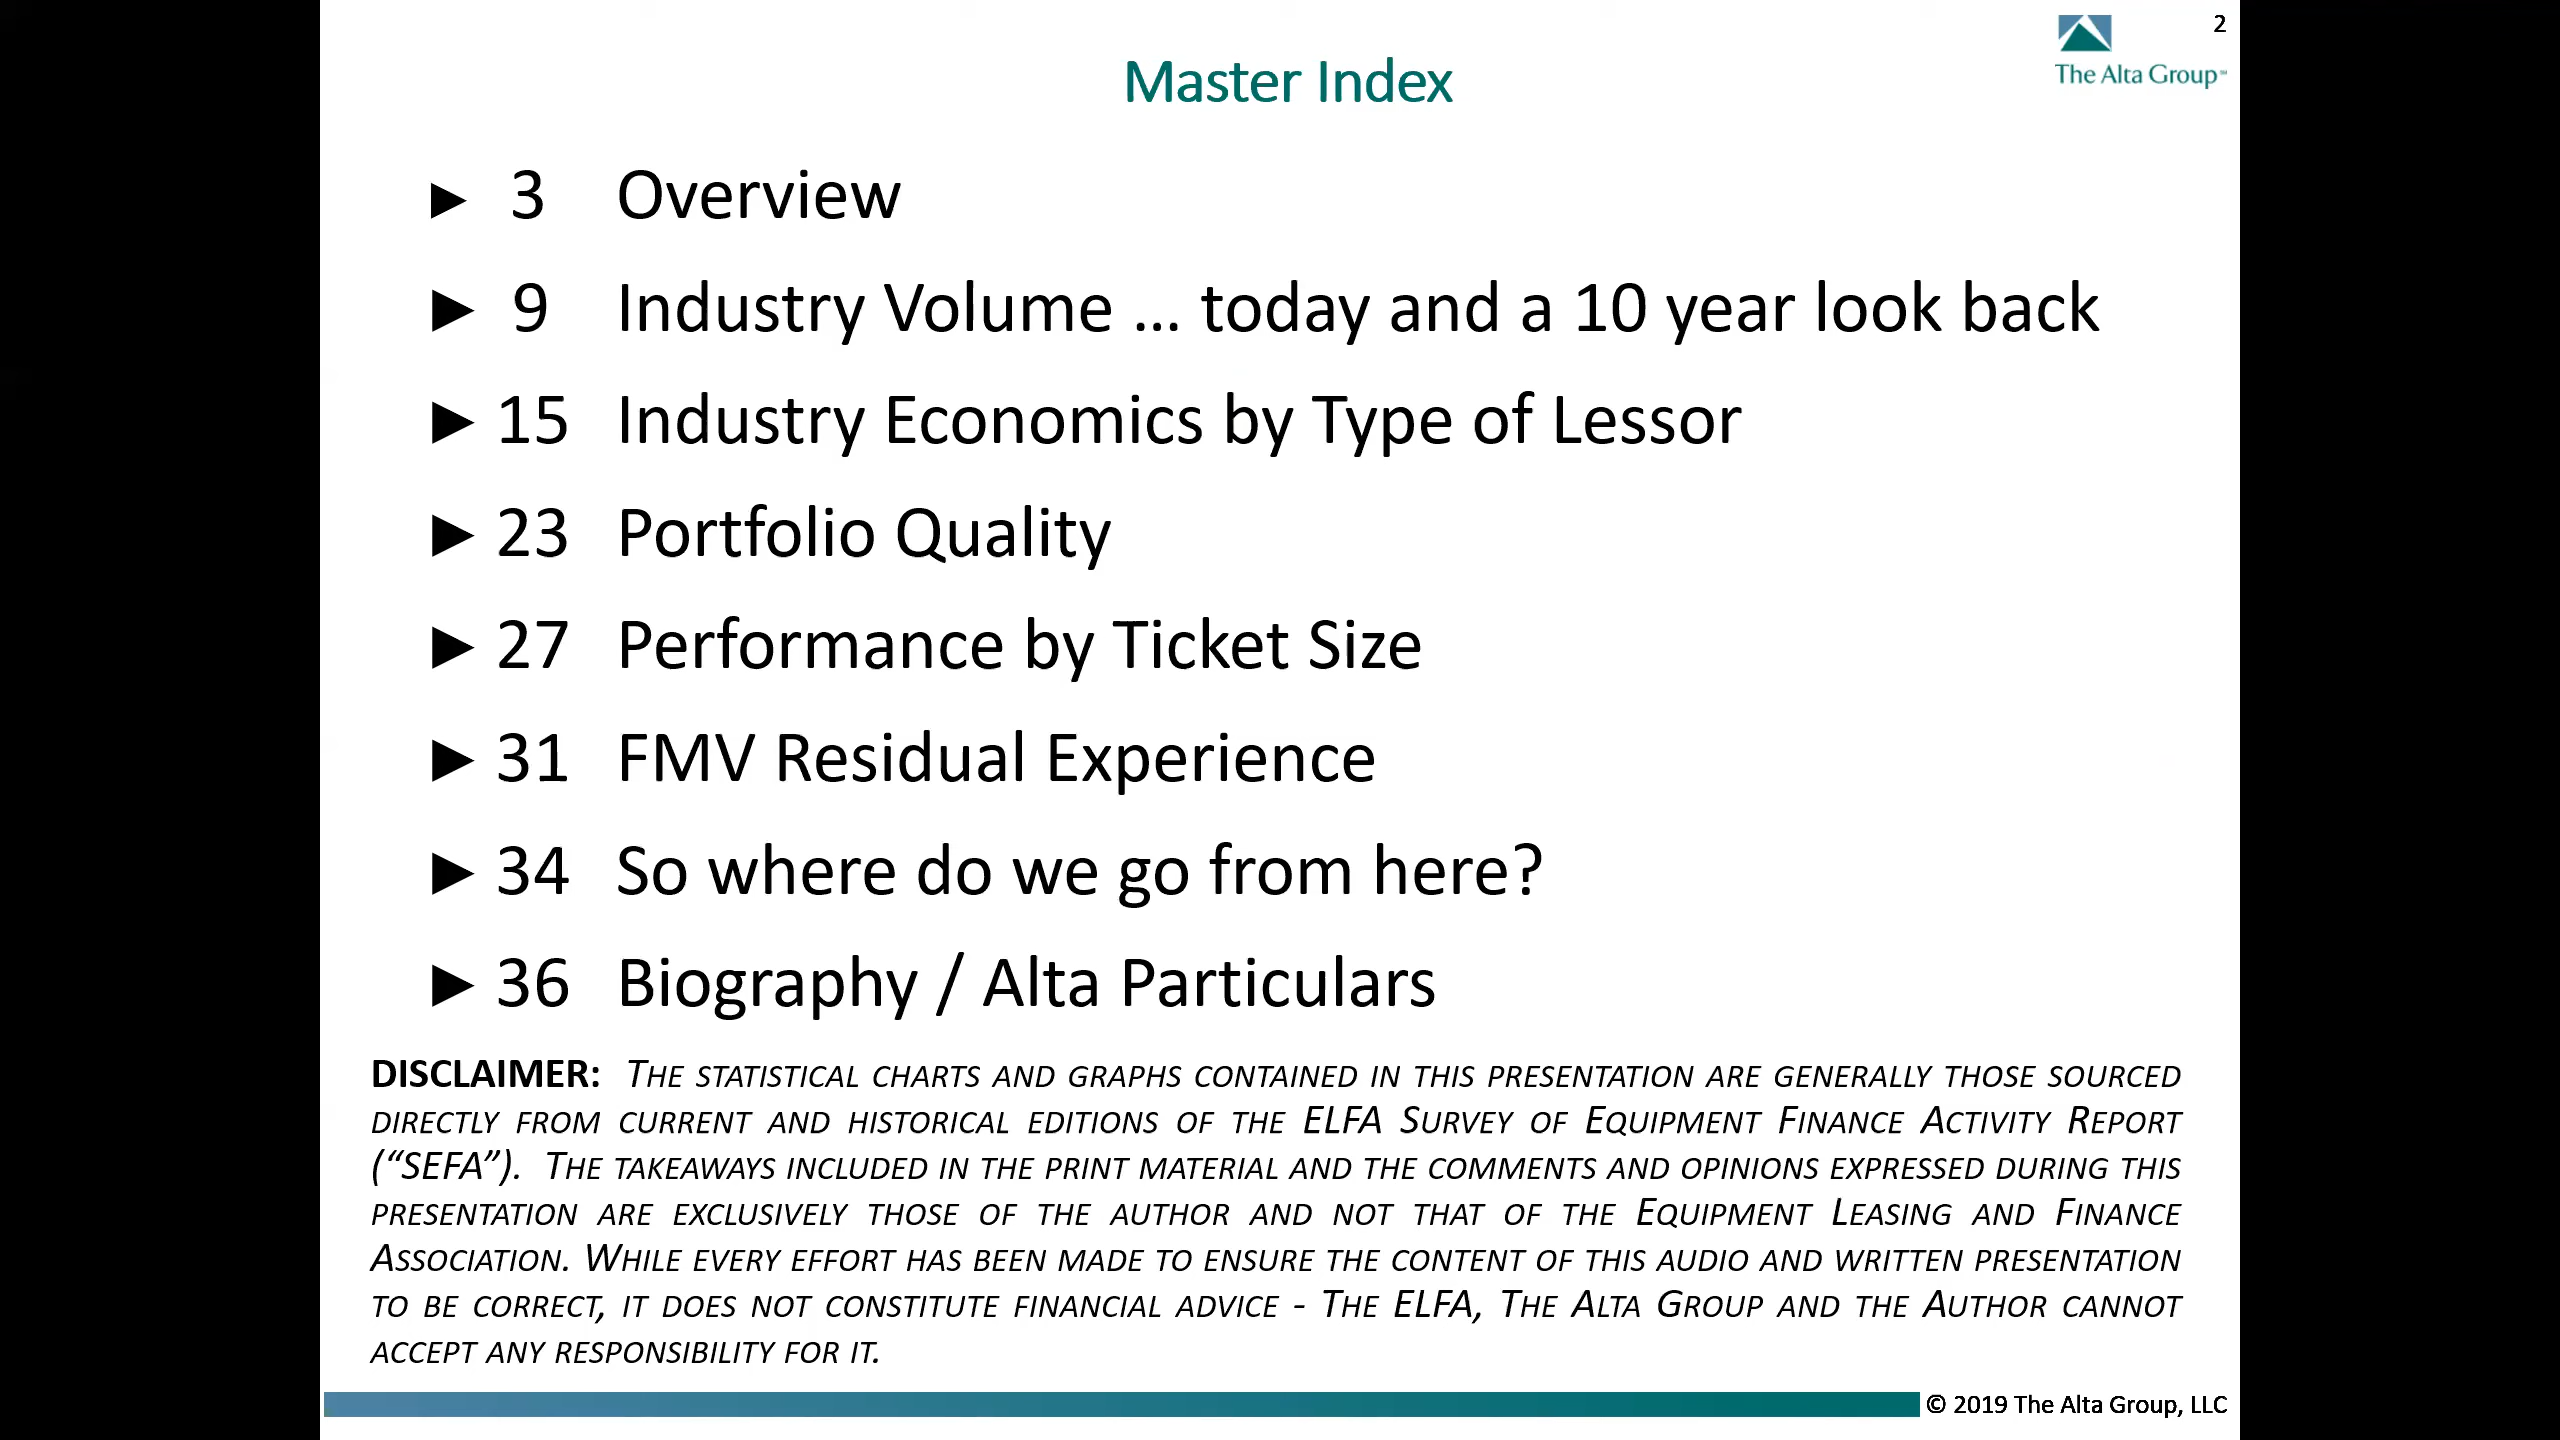 2
The Alta Group℠
Master Index
► 3 Overview
► 9 Industry Volume … today and a 10 year look back
► 15 Industry Economics by Type of Lessor
► 23 Portfolio Quality
► 27 Performance by Ticket Size
► 31 FMV Residual Experience
► 34 So where do we go from here?
► 36 Biography / Alta Particulars
DISCLAIMER: THE STATISTICAL CHARTS AND GRAPHS CONTAINED IN THIS PRESENTATION ARE GENERALLY THOSE SOURCED
DIRECTLY FROM CURRENT AND HISTORICAL EDITIONS OF THE ELFA SURVEY OF EQUIPMENT FINANCE ACTIVITY REPORT
(“SEFA”). THE TAKEAWAYS INCLUDED IN THE PRINT MATERIAL AND THE COMMENTS AND OPINIONS EXPRESSED DURING THIS
PRESENTATION ARE EXCLUSIVELY THOSE OF THE AUTHOR AND NOT THAT OF THE EQUIPMENT LEASING AND FINANCE
ASSOCIATION. WHILE EVERY EFFORT HAS BEEN MADE TO ENSURE THE CONTENT OF THIS AUDIO AND WRITTEN PRESENTATION
TO BE CORRECT, IT DOES NOT CONSTITUTE FINANCIAL ADVICE - THE ELFA, THE ALTA GROUP AND THE AUTHOR CANNOT
ACCEPT ANY RESPONSIBILITY FOR IT.
© 2019 The Alta Group, LLC